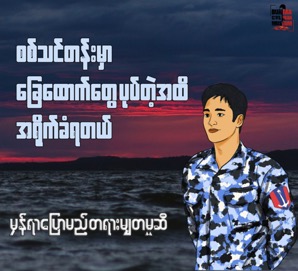 စစ်သင်တန်းမှာ
ခြေထောက်တွေပုပ်တဲ့အထိ
အရိုက်ခံရတယ်
မှန်ရာပြောမည်တရားမျှတမှုဆီ